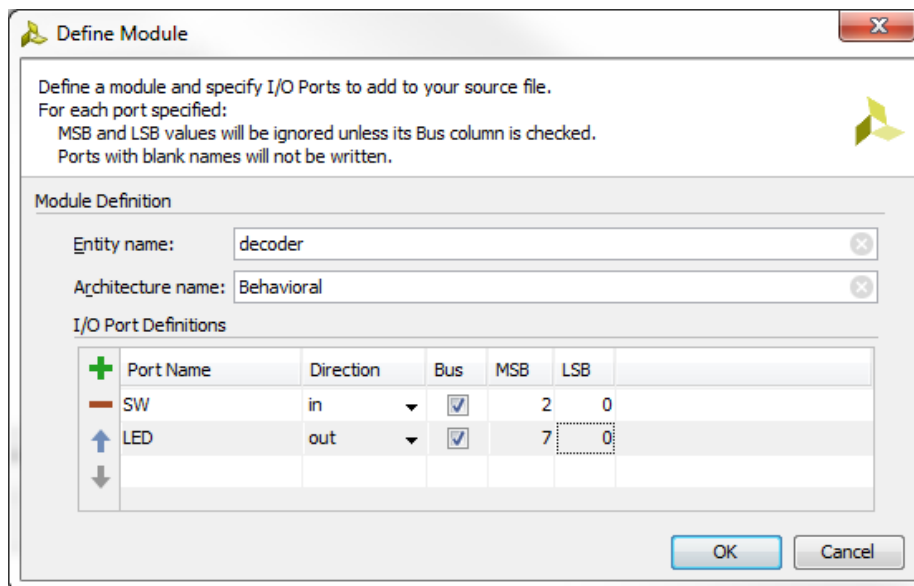 Define Module
Define a module and specify I/O Ports to add to your source file.
For each port specified:
MSB and LSB values will be ignored unless its Bus column is checked.
Ports with blank names will not be written.
Module Definition
Entity name: decoder
Architecture name: Behavioral
I/O Port Definitions
Port Name Direction Bus MSB LSB
SW in 2 0
LED out 7 0
OK Cancel